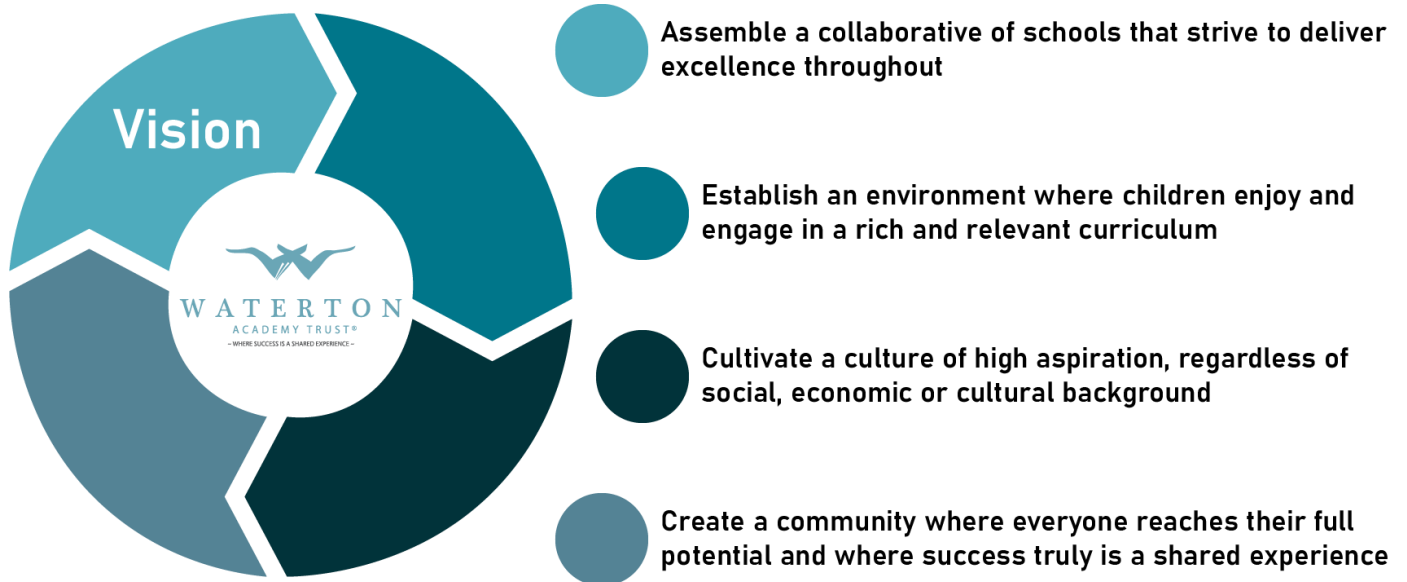 Vision
WATERTON
ACADEMY TRUST®
– WHERE SUCCESS IS A SHARED EXPERIENCE –
Assemble a collaborative of schools that strive to deliver
excellence throughout
Establish an environment where children enjoy and
engage in a rich and relevant curriculum
Cultivate a culture of high aspiration, regardless of
social, economic or cultural background
Create a community where everyone reaches their full
potential and where success truly is a shared experience